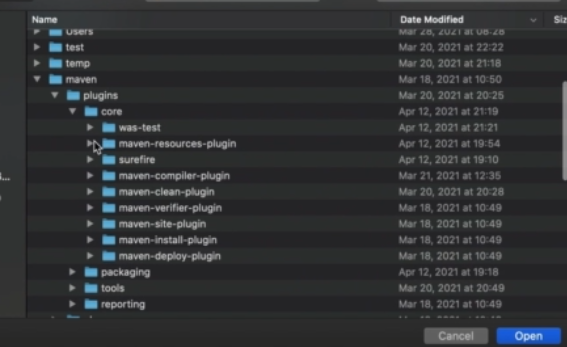 Name Date Modified Siz
Users Mar 28, 2021 at 08:28
test Mar 20, 2021 at 22:22
temp Mar 20, 2021 at 21:18
maven Mar 18, 2021 at 10:50
plugins Mar 20, 2021 at 20:25
core Apr 12, 2021 at 21:19
was-test Apr 12, 2021 at 21:21
maven-resources-plugin Apr 12, 2021 at 19:54
surefire Apr 12, 2021 at 19:10
maven-compiler-plugin Mar 21, 2021 at 12:35
maven-clean-plugin Mar 20, 2021 at 20:28
maven-verifier-plugin Mar 18, 2021 at 10:49
maven-site-plugin Mar 18, 2021 at 10:49
maven-install-plugin Mar 18, 2021 at 10:49
maven-deploy-plugin Mar 18, 2021 at 10:49
packaging Apr 12, 2021 at 19:18
tools Mar 20, 2021 at 20:49
reporting Mar 18, 2021 at 10:49
Cancel Open